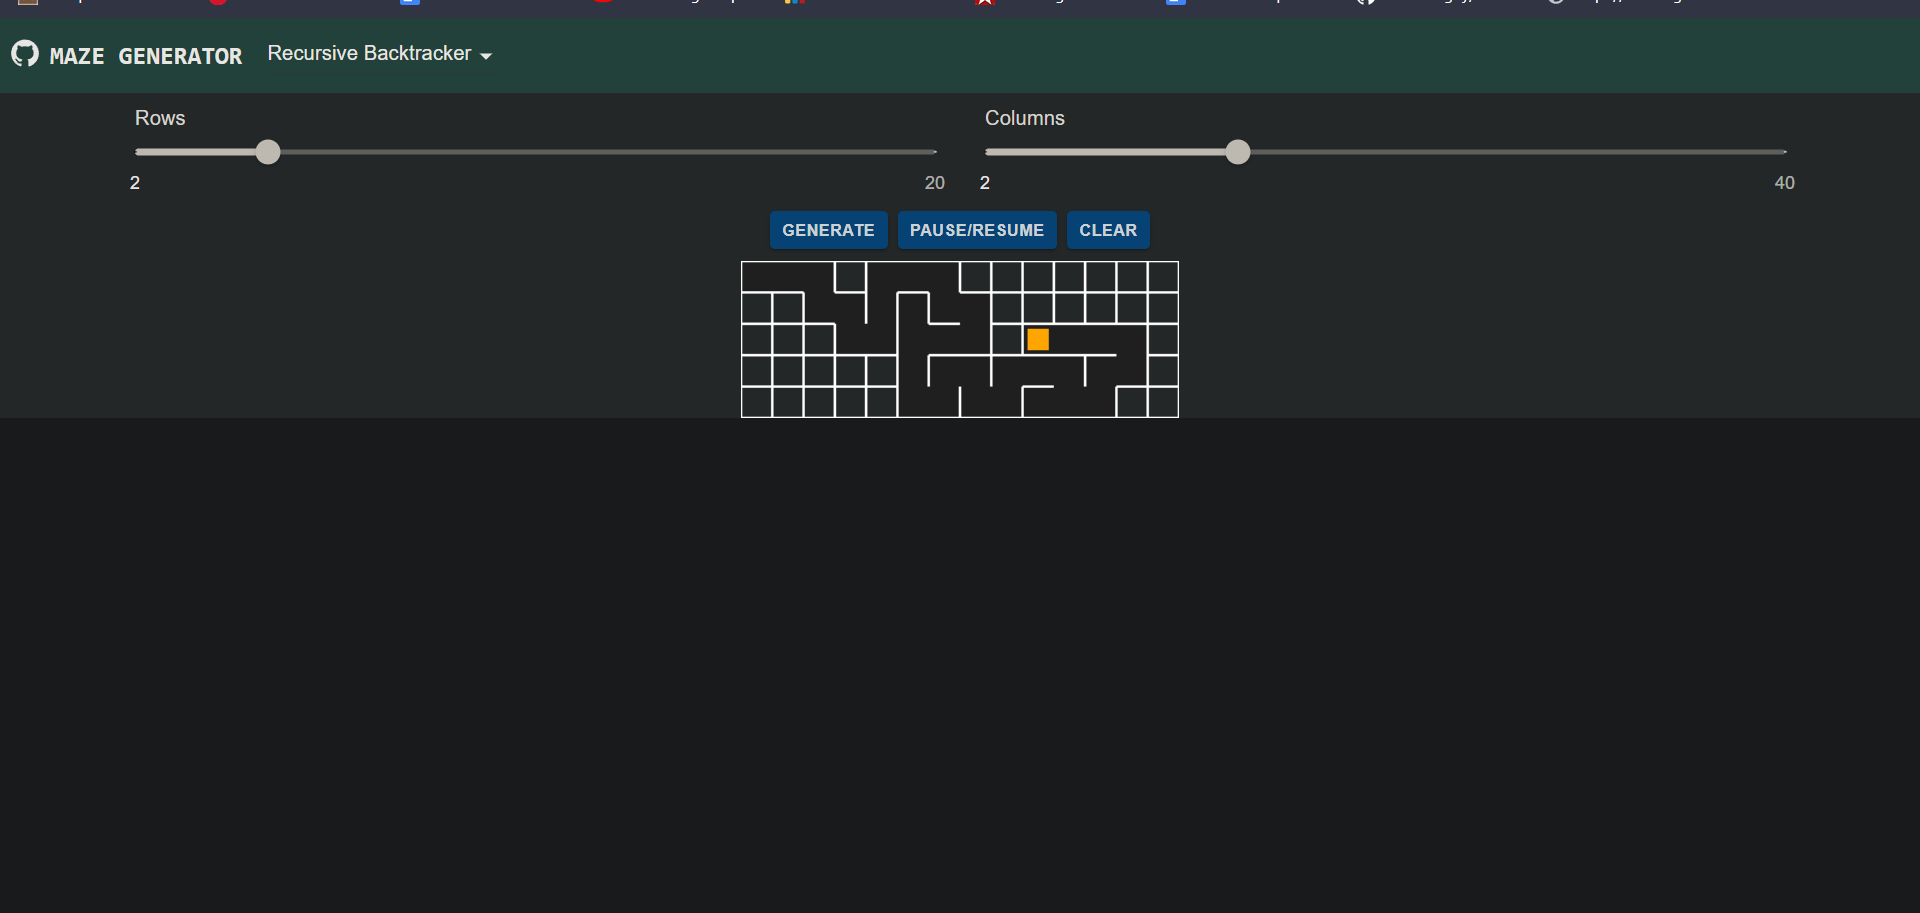 MAZE GENERATOR Recursive Backtracker
Rows
Columns
2
20
2
40
GENERATE
PAUSE/RESUME
CLEAR